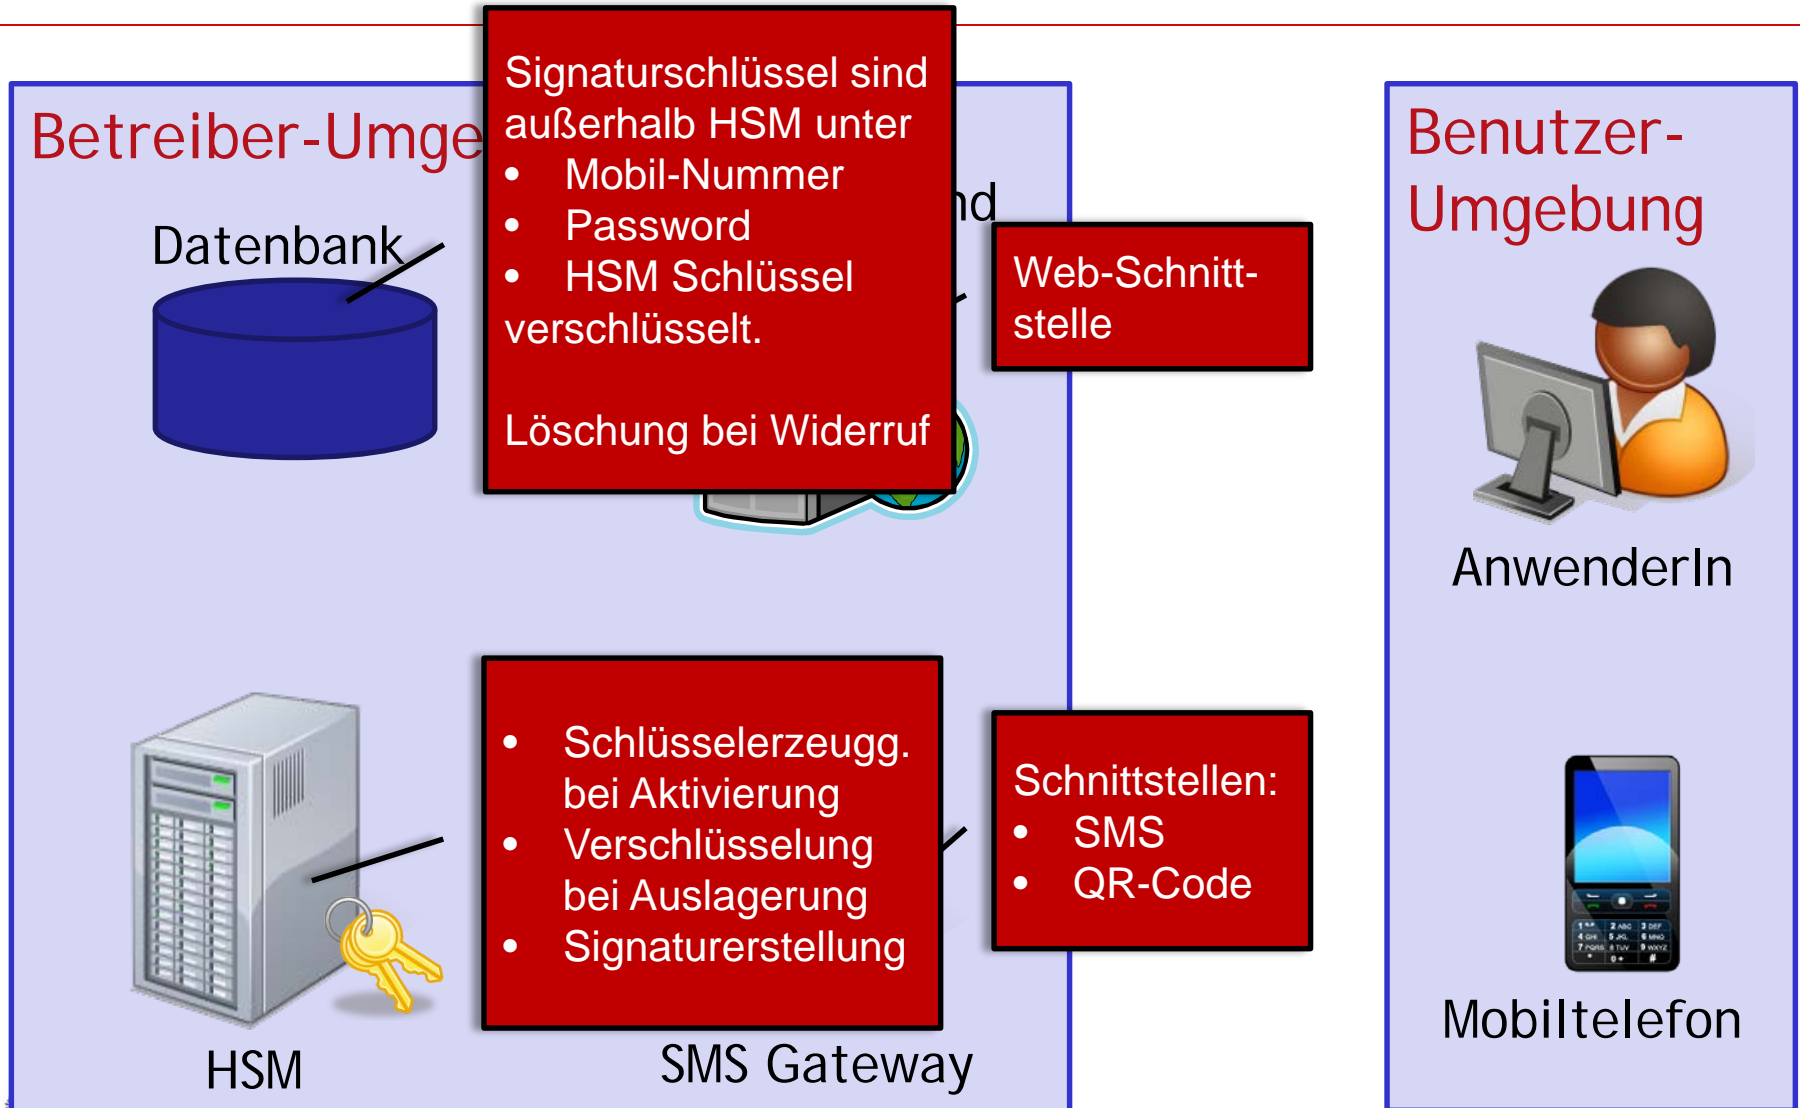 Signaturschlüssel sind
außerhalb HSM unter
• Mobil-Nummer
• Password
• HSM Schlüssel
verschlüsselt.
Löschung bei Widerruf
Betreiber-Umge
nd
Datenbank
Web-Schnitt-
stelle
Benutzer-
Umgebung
AnwenderIn
• Schlüsselerzeugg.
bei Aktivierung
• Verschlüsselung
bei Auslagerung
• Signaturerstellung
Schnittstellen:
• SMS
• QR-Code
HSM
SMS Gateway
Mobiltelefon